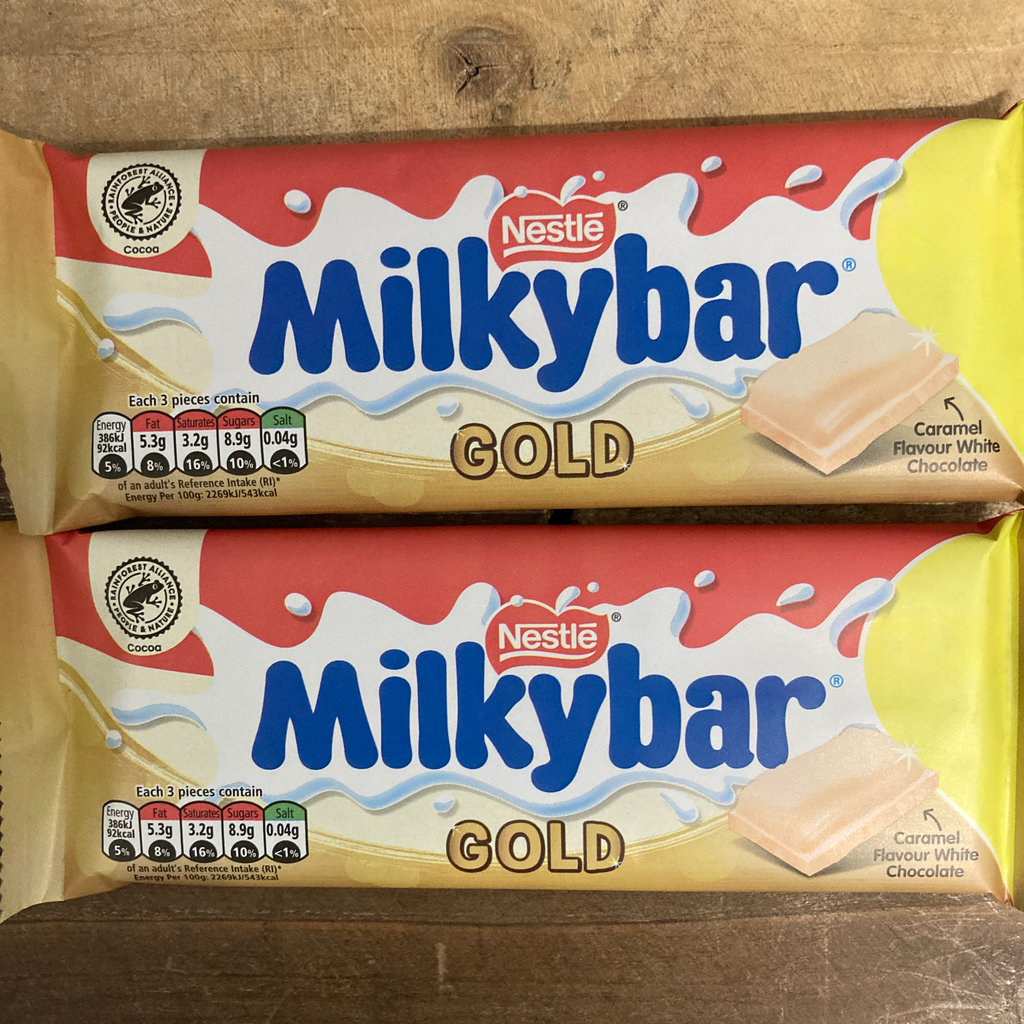 RAINFOREST ALLIANCE
PEOPLE & NATURE
Cocoa
Nestlé®
Milkybar®
GOLD
Each 3 pieces contain
Energy Fat Saturates Sugars Salt
386kJ 92kcal 5.3g 3.2g 8.9g 0.04g
5% 8% 16% 10% <1%
of an adult's Reference Intake (RI)*
Energy Per 100g: 2269kJ/543kcal
Caramel
Flavour White
Chocolate
RAINFOREST ALLIANCE
PEOPLE & NATURE
Cocoa
Nestlé®
Milkybar®
GOLD
Each 3 pieces contain
Energy Fat Saturates Sugars Salt
386kJ 92kcal 5.3g 3.2g 8.9g 0.04g
5% 8% 16% 10% <1%
of an adult's Reference Intake (RI)*
Energy Per 100g: 2269kJ/543kcal
Caramel
Flavour White
Chocolate